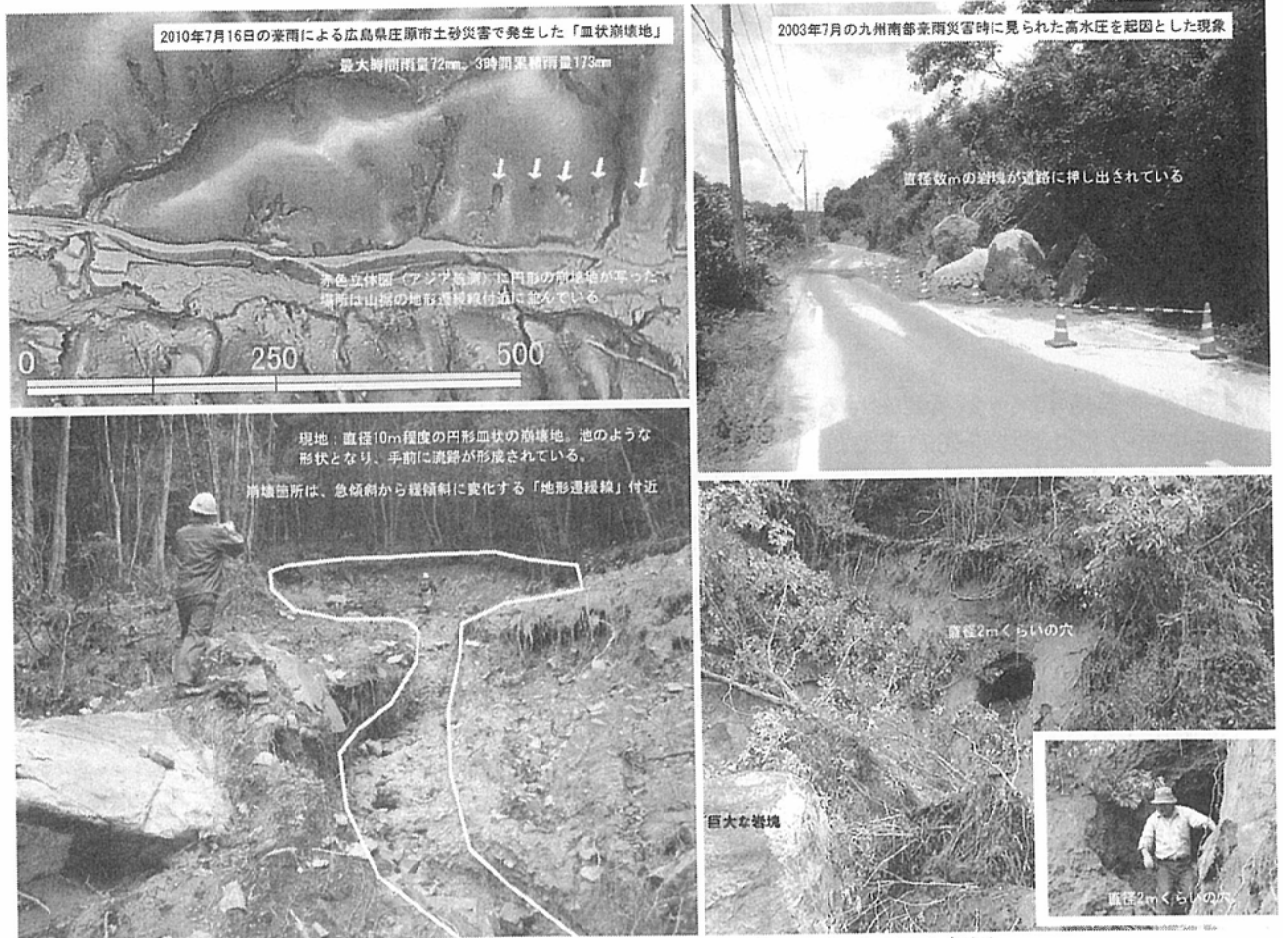 2010年7月16日の豪雨による広島県庄原市土砂災害で発生した「皿状崩壊地」
最大時間雨量72mm、3時間累積雨量173mm
赤色立体図（アジア航測）に円形の崩壊地が写った
場所は山裾の地形遷緩線付近に並んでいる
0
250
500
2003年7月の九州南部豪雨災害時に見られた高水圧を起因とした現象
直径数mの岩塊が道路に押し出されている
現地：直径10m程度の円形皿状の崩壊地。池のような
形状となり、手前に流路が形成されている。
崩壊箇所は、急傾斜から緩傾斜に変化する「地形遷緩線」付近
直径2mくらいの穴
巨大な岩塊
直径2mくらいの穴